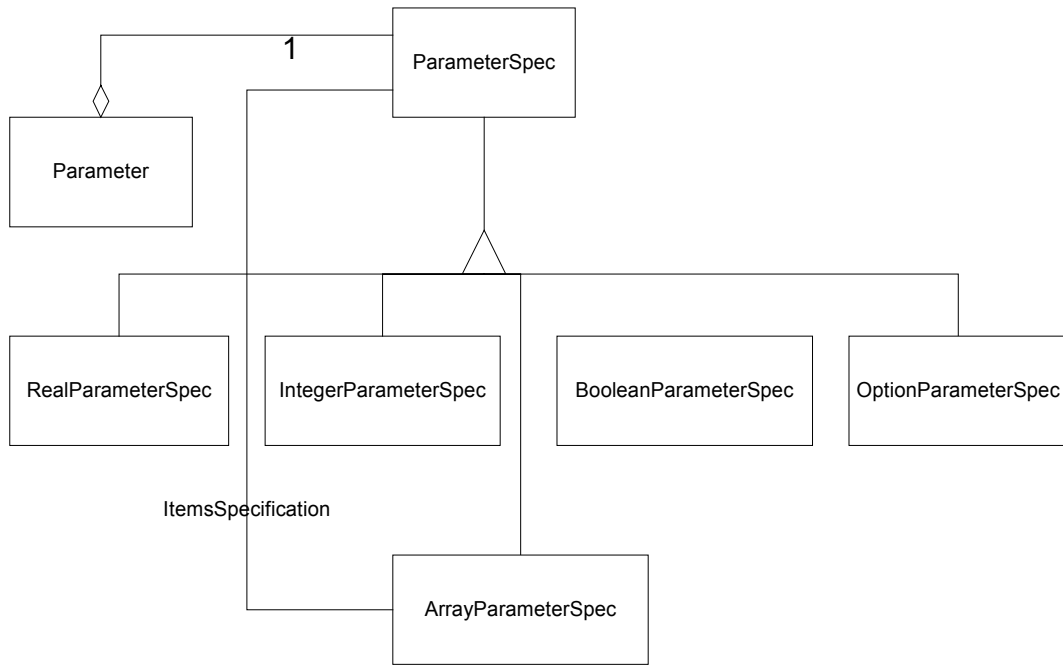 1
ParameterSpec
Parameter
RealParameterSpec
IntegerParameterSpec
BooleanParameterSpec
OptionParameterSpec
ItemsSpecification
ArrayParameterSpec